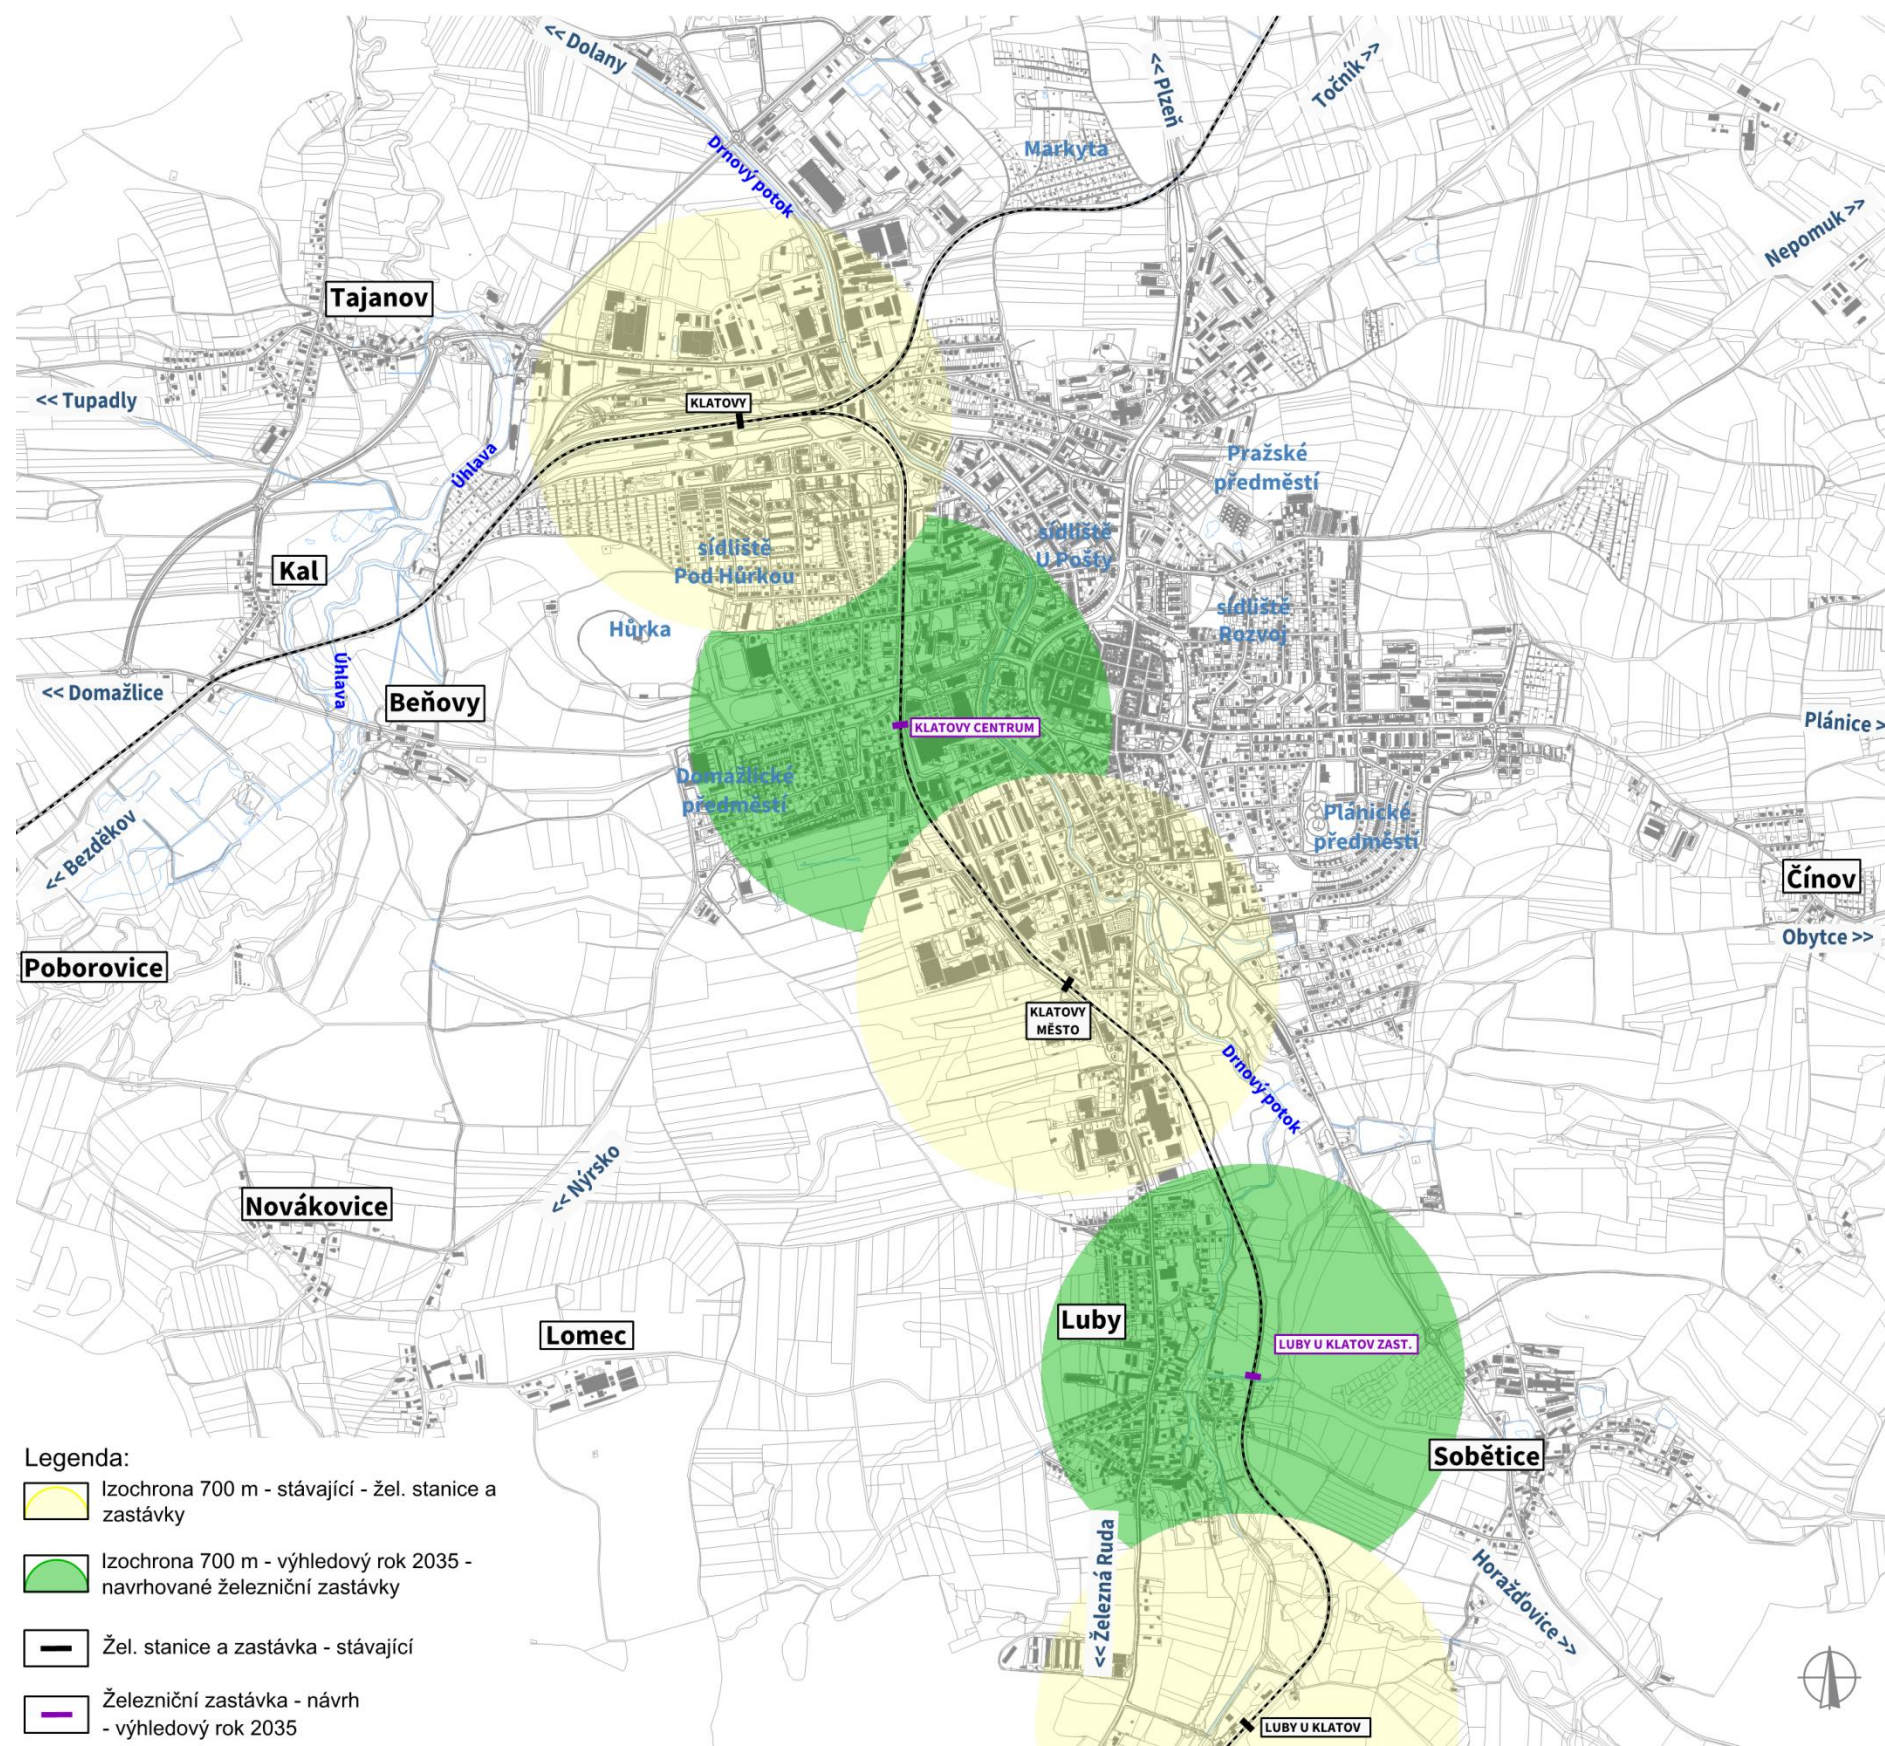 << Dolany
<< Plzeň
Točník >>
Drnový potok
Markyta
Nepomuk >>
Tajanov
<< Tupadly
KLATOVY
Úhlava
Pražské
předměstí
sídliště
U Pošty
sídliště
Pod Hůrkou
Kal
Hůrka
sídliště
Rozvoj
Úhlava
<< Domažlice
Beňovy
KLATOVY CENTRUM
Plánice >
Domažlické
předměstí
Plánické
předměstí
<< Bezděkov
Čínov
Obytce >>
Poborovice
KLATOVY
MĚSTO
Drnový potok
<< Nýrsko
Novákovice
Luby
Lomec
LUBY U KLATOV ZAST.
Sobětice
Legenda:
Izochrona 700 m - stávající - žel. stanice a
zastávky
Izochrona 700 m - výhledový rok 2035 -
navrhované železniční zastávky
Žel. stanice a zastávka - stávající
Železniční zastávka - návrh
- výhledový rok 2035
<< Železná Ruda
Horažďovice >>
LUBY U KLATOV